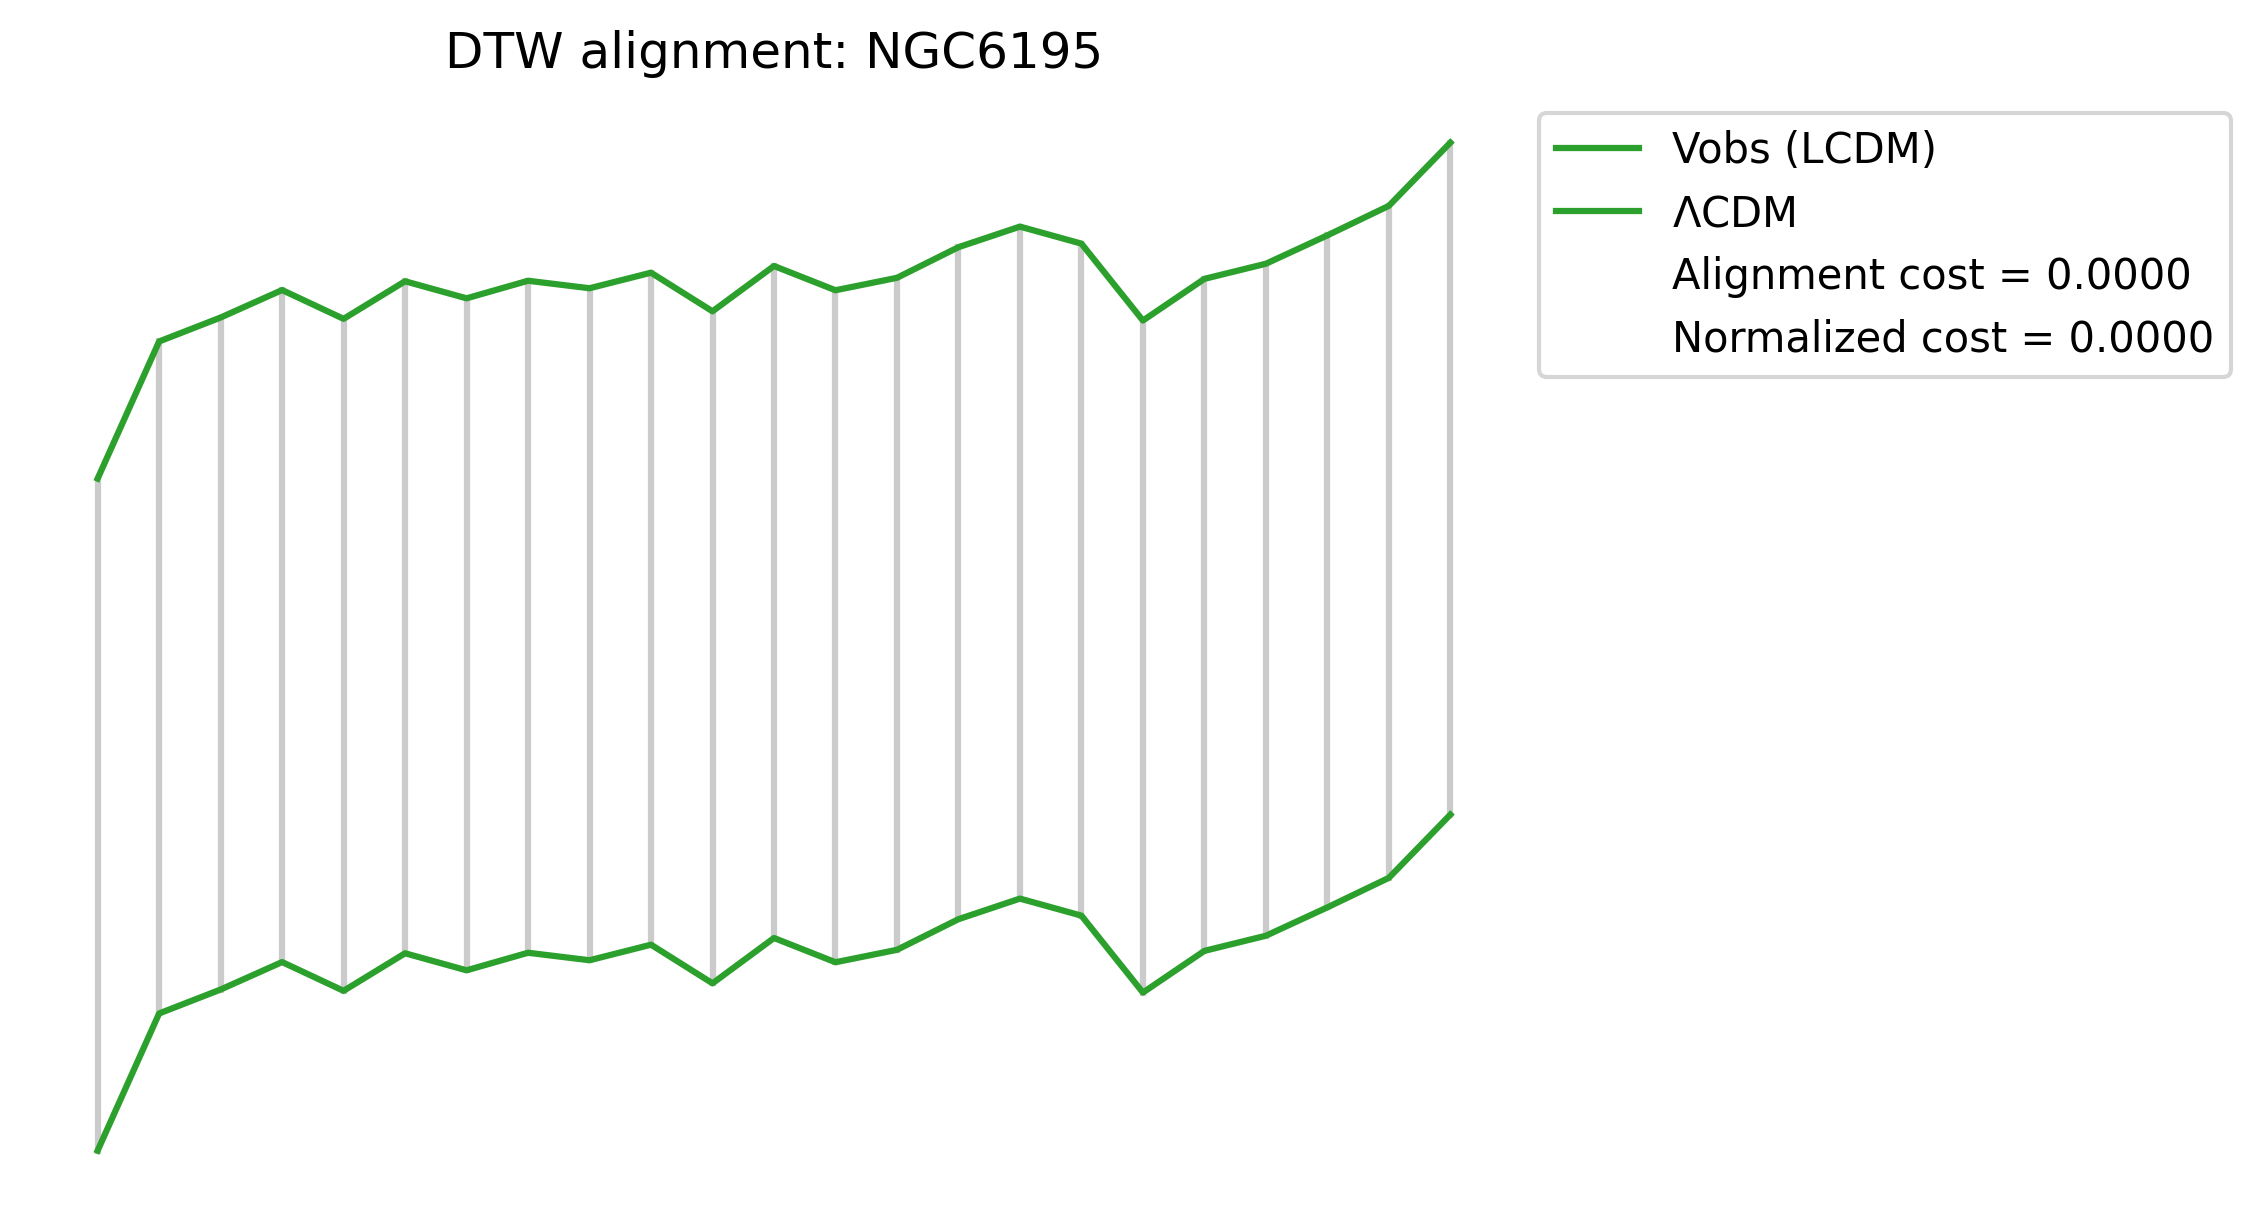 DTW alignment: NGC6195
Vobs (LCDM)
ΛCDM
Alignment cost = 0.0000
Normalized cost = 0.0000